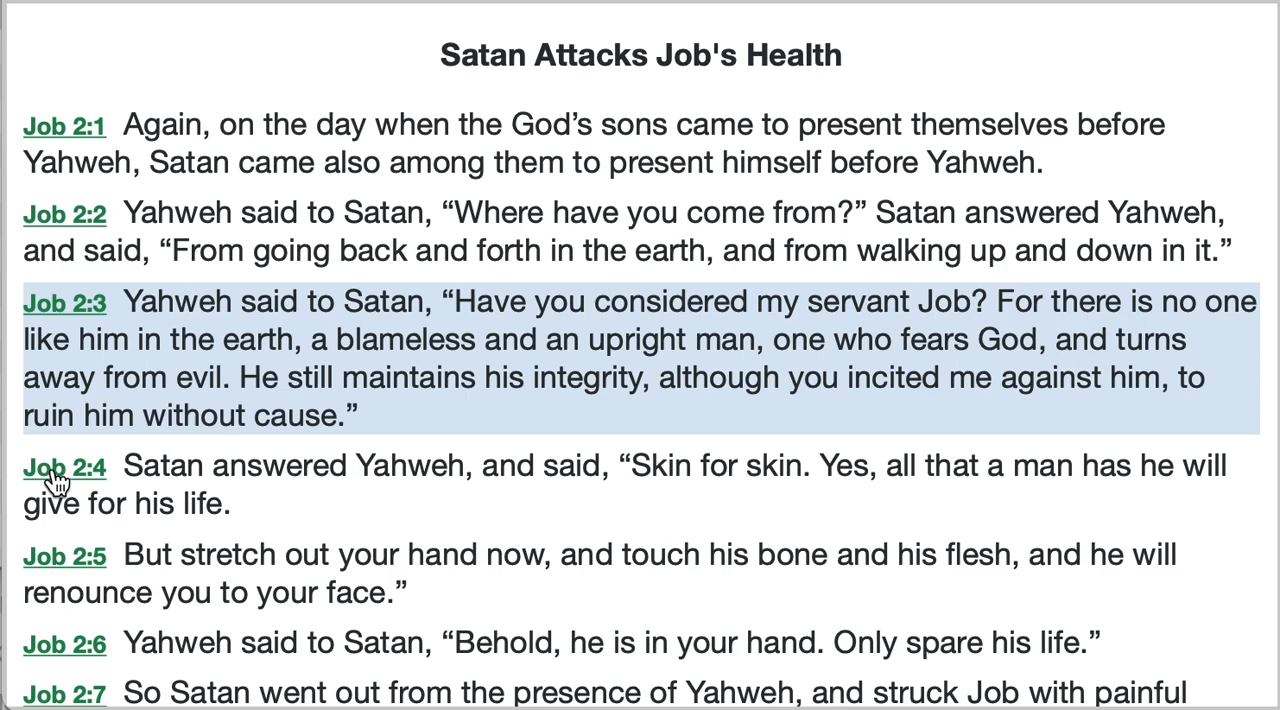 Satan Attacks Job's Health
Job 2:1 Again, on the day when the God’s sons came to present themselves before
Yahweh, Satan came also among them to present himself before Yahweh.
Job 2:2 Yahweh said to Satan, “Where have you come from?” Satan answered Yahweh,
and said, “From going back and forth in the earth, and from walking up and down in it.”
Job 2:3 Yahweh said to Satan, “Have you considered my servant Job? For there is no one
like him in the earth, a blameless and an upright man, one who fears God, and turns
away from evil. He still maintains his integrity, although you incited me against him, to
ruin him without cause.”
Job 2:4 Satan answered Yahweh, and said, “Skin for skin. Yes, all that a man has he will
give for his life.
Job 2:5 But stretch out your hand now, and touch his bone and his flesh, and he will
renounce you to your face.”
Job 2:6 Yahweh said to Satan, “Behold, he is in your hand. Only spare his life.”
Job 2:7 So Satan went out from the presence of Yahweh, and struck Job with painful